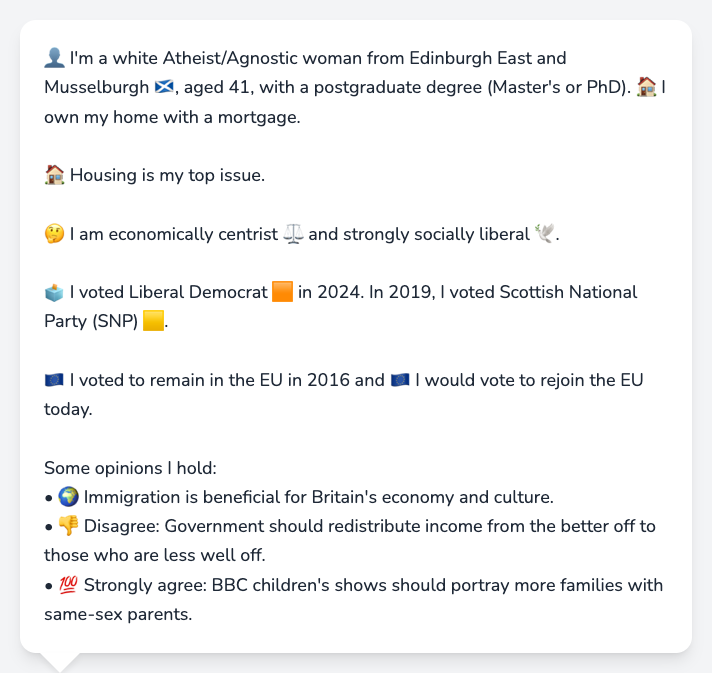 👤 I'm a white Atheist/Agnostic woman from Edinburgh East and
Musselburgh 🏴󠁧󠁢󠁳󠁣󠁴󠁿, aged 41, with a postgraduate degree (Master's or PhD). 🏠 I
own my home with a mortgage.
🏠 Housing is my top issue.
🤔 I am economically centrist ⚖️ and strongly socially liberal 🕊️.
🗳️ I voted Liberal Democrat 🟧 in 2024. In 2019, I voted Scottish National
Party (SNP) 🟨.
🇪🇺 I voted to remain in the EU in 2016 and 🇪🇺 I would vote to rejoin the EU
today.
Some opinions I hold:
• 🌍 Immigration is beneficial for Britain's economy and culture.
• 👎 Disagree: Government should redistribute income from the better off to
those who are less well off.
• 💯 Strongly agree: BBC children's shows should portray more families with
same-sex parents.